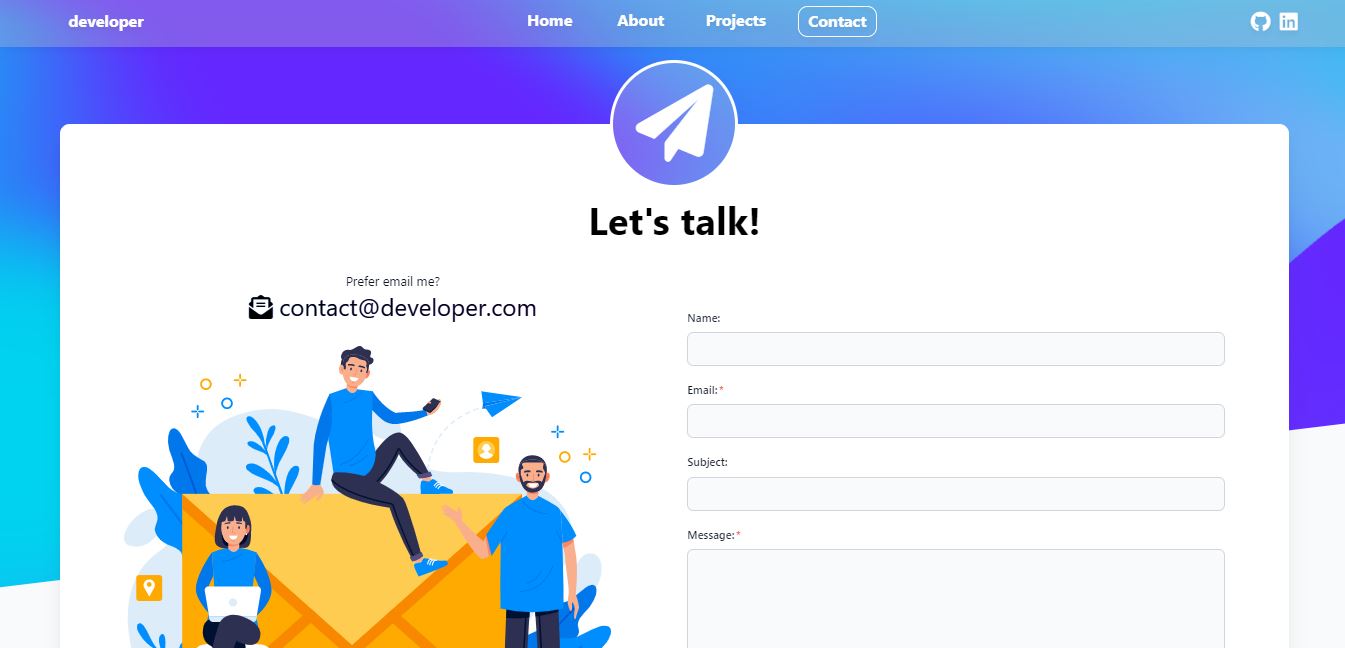 developer
Home
About
Projects
Contact
Let's talk!
Prefer email me?
contact@developer.com
Name:
Email:*
Subject:
Message:*